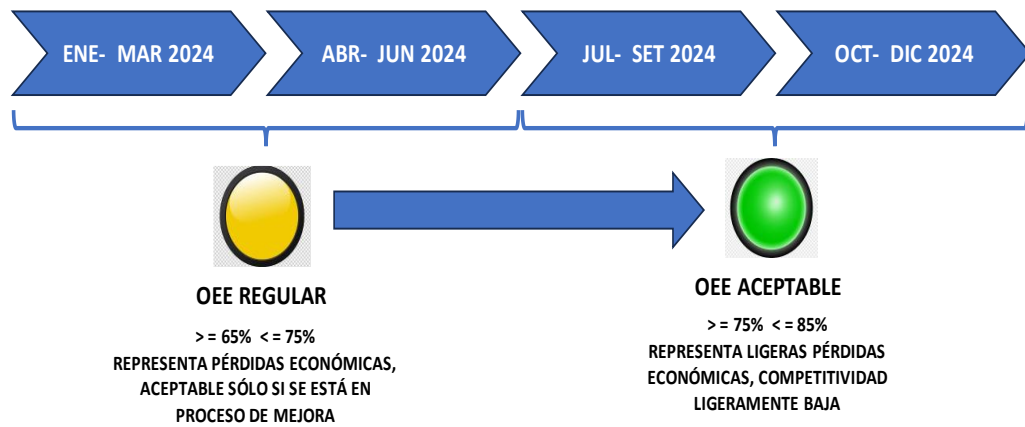 ENE- MAR 2024
ABR- JUN 2024
JUL- SET 2024
OCT- DIC 2024
OEE REGULAR
> = 65% < = 75%
REPRESENTA PÉRDIDAS ECONÓMICAS,
ACEPTABLE SÓLO SI SE ESTÁ EN
PROCESO DE MEJORA
OEE ACEPTABLE
> = 75% < = 85%
REPRESENTA LIGERAS PÉRDIDAS
ECONÓMICAS, COMPETITIVIDAD
LIGERAMENTE BAJA